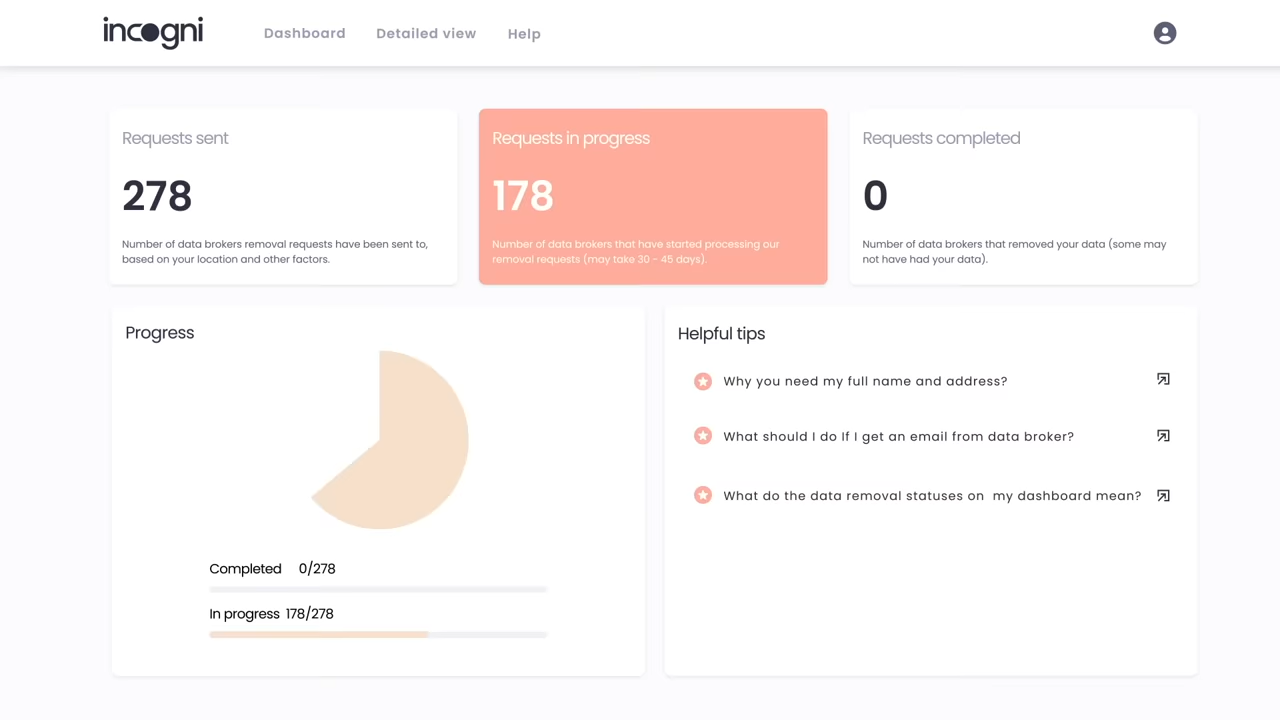 incogni
Dashboard
Detailed view
Help
Requests sent
278
Number of data brokers removal requests have been sent to,
based on your location and other factors.
Requests in progress
178
Number of data brokers that have started processing our
removal requests (may take 30 - 45 days).
Requests completed
0
Number of data brokers that removed your data (some may
not have had your data).
Progress
Completed 0/278
In progress 178/278
Helpful tips
Why you need my full name and address?
What should I do If I get an email from data broker?
What do the data removal statuses on  my dashboard mean?